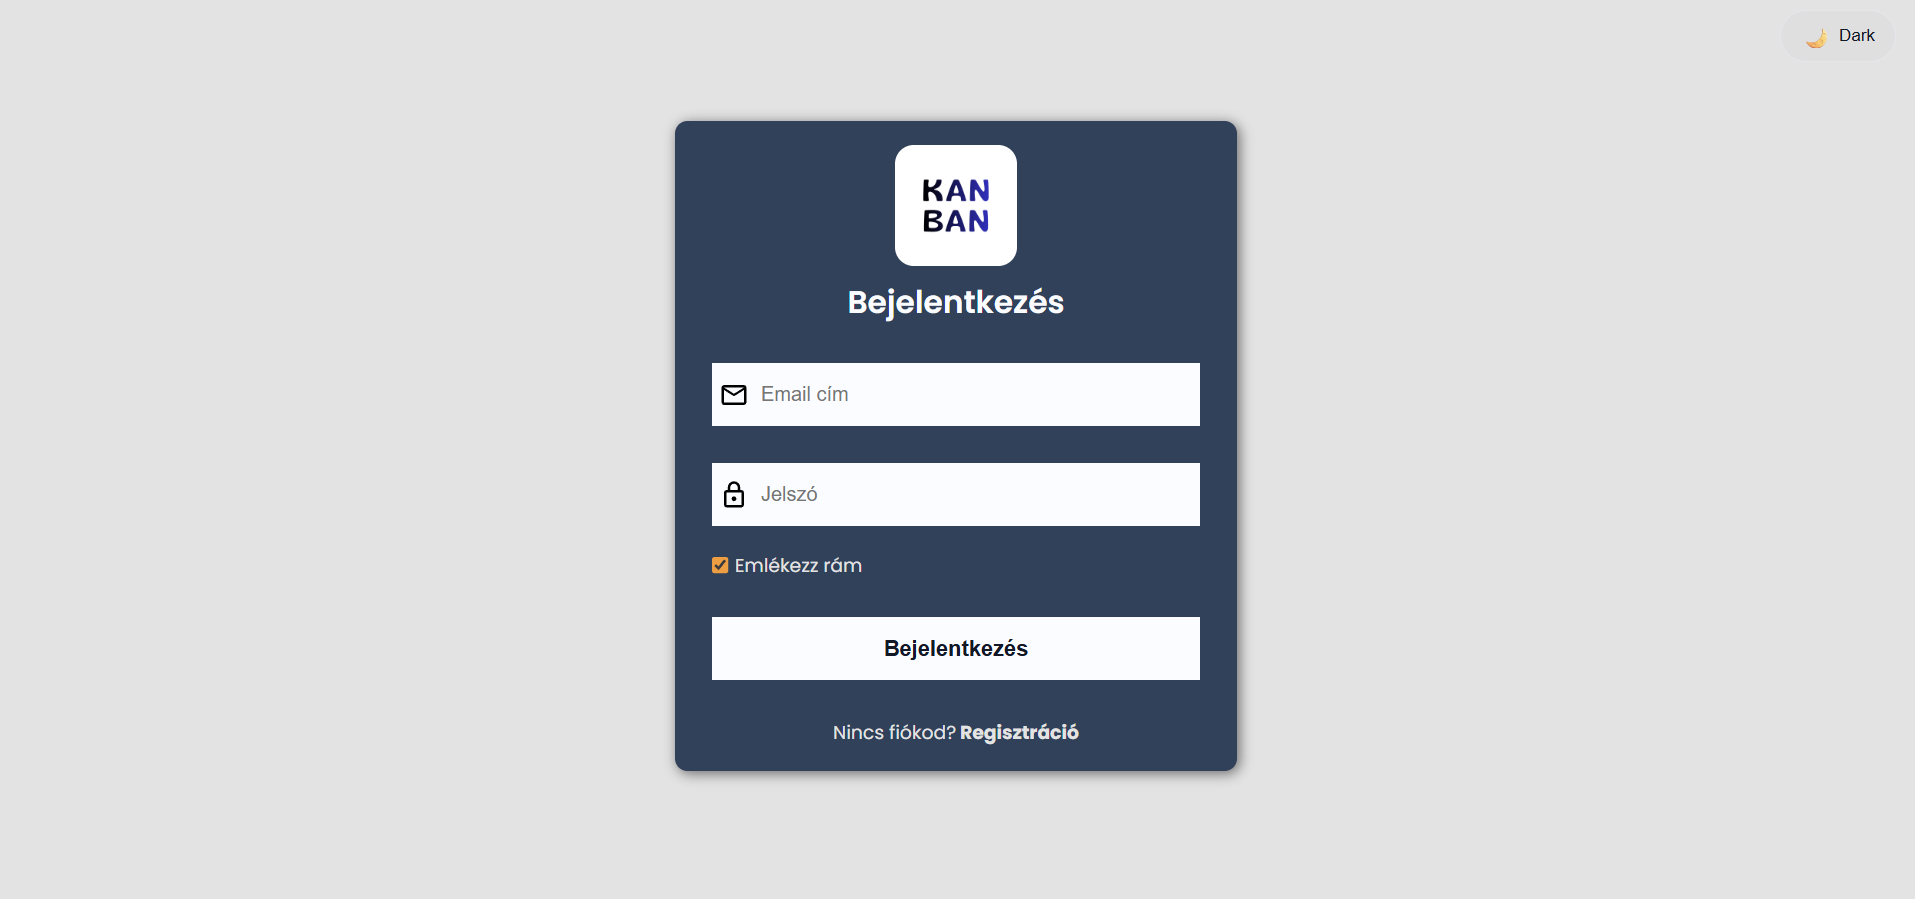 Dark
KAN
BAN
Bejelentkezés
Email cím
Jelszó
Emlékezz rám
Bejelentkezés
Nincs fiókod? Regisztráció